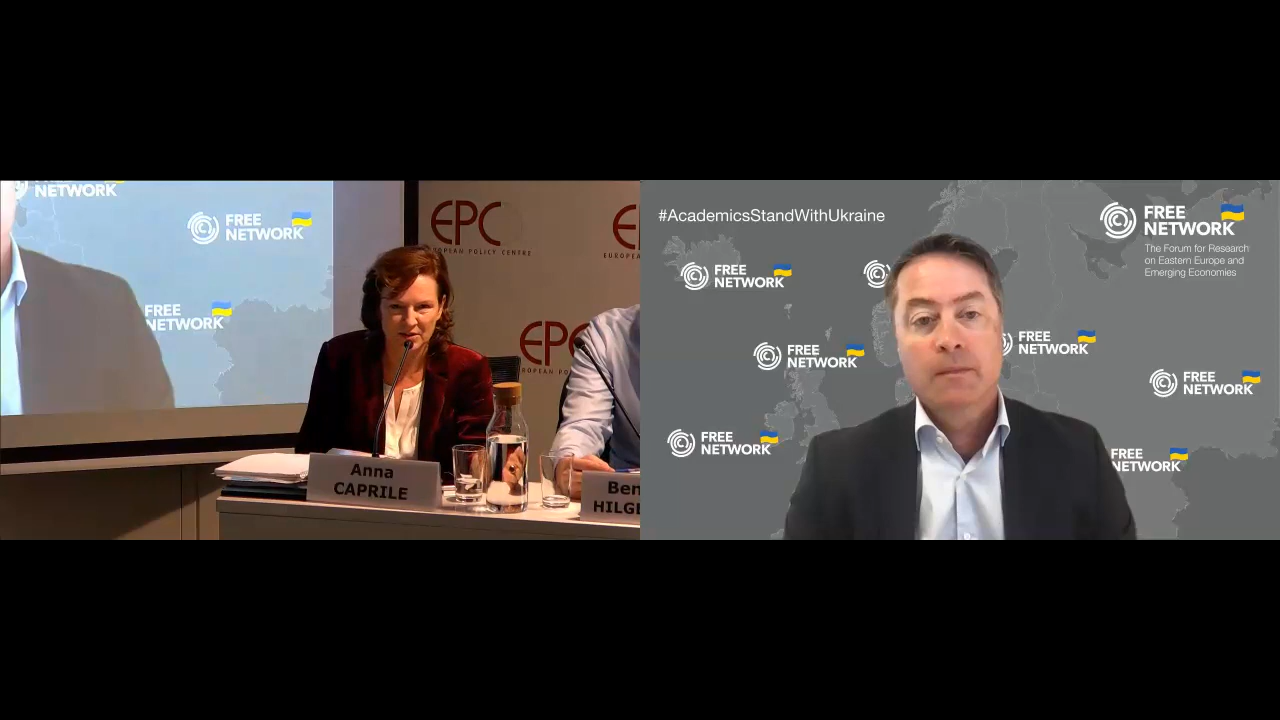 NETWORK
FREE
NETWORK
FREE
NETWORK
EPC
EUROPEAN POLICY CENTRE
EPC
Anna
CAPRILE
Ben
HILGE
#AcademicsStandWithUkraine
FREE
NETWORK
The Forum for Research
on Eastern Europe and
Emerging Economies
FREE
NETWORK
FREE
NETWORK
FREE
NETWORK
FREE
NETWORK
FREE
NETWORK
FREE
NETWORK